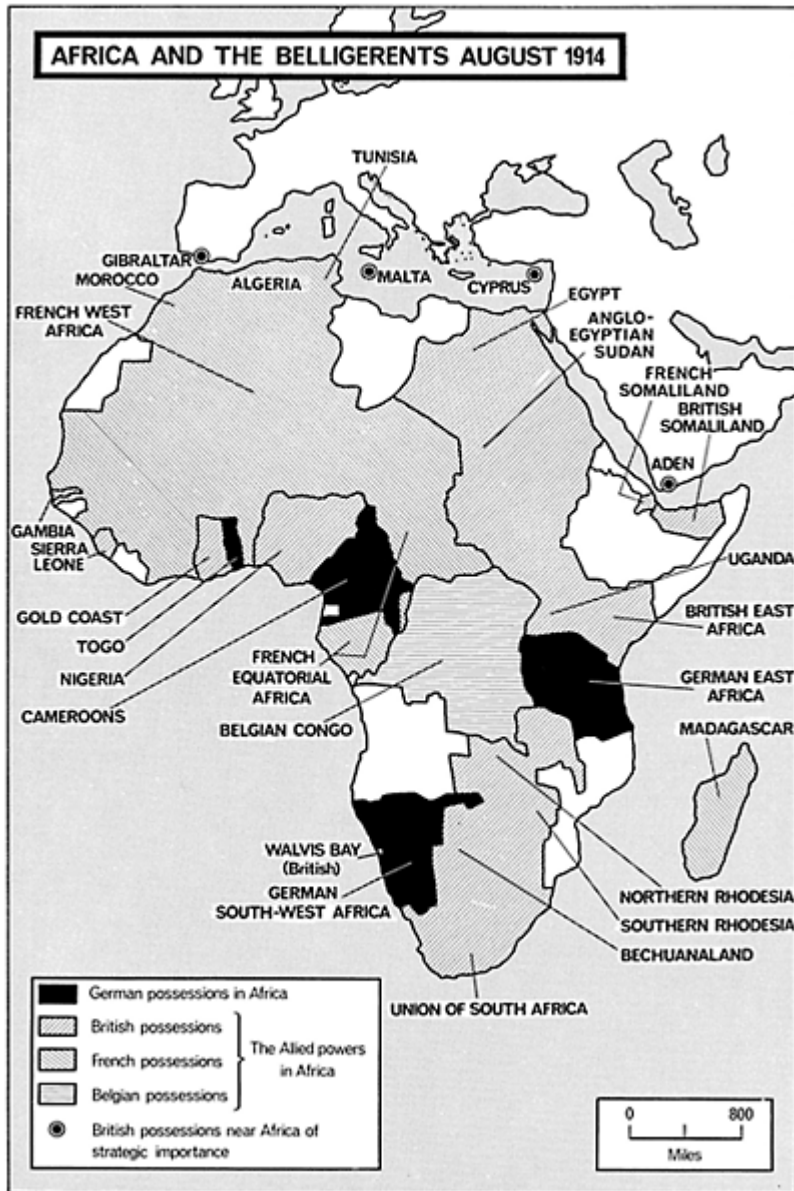 AFRICA AND THE BELLIGERENTS AUGUST 1914
TUNISIA
GIBRALTAR
MOROCCO
ALGERIA
MALTA
CYPRUS
FRENCH WEST
AFRICA
EGYPT
ANGLO-
EGYPTIAN
SUDAN
FRENCH
SOMALILAND
BRITISH
SOMALILAND
ADEN
GAMBIA
SIERRA
LEONE
UGANDA
GOLD COAST
BRITISH EAST
AFRICA
TOGO
NIGERIA
FRENCH
EQUATORIAL
AFRICA
GERMAN EAST
AFRICA
CAMEROONS
BELGIAN CONGO
MADAGASCAR
WALVIS BAY
(British)
GERMAN
SOUTH-WEST AFRICA
NORTHERN RHODESIA
SOUTHERN RHODESIA
BECHUANALAND
UNION OF SOUTH AFRICA
German possessions in Africa
British possessions
French possessions
Belgian possessions
The Allied powers
in Africa
British possessions near Africa of
strategic importance
0 800
Miles